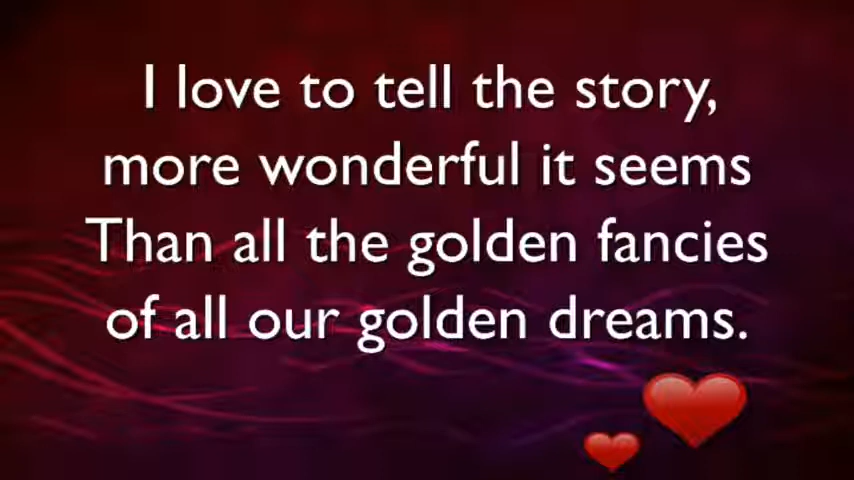 I love to tell the story,
more wonderful it seems
Than all the golden fancies
of all our golden dreams.